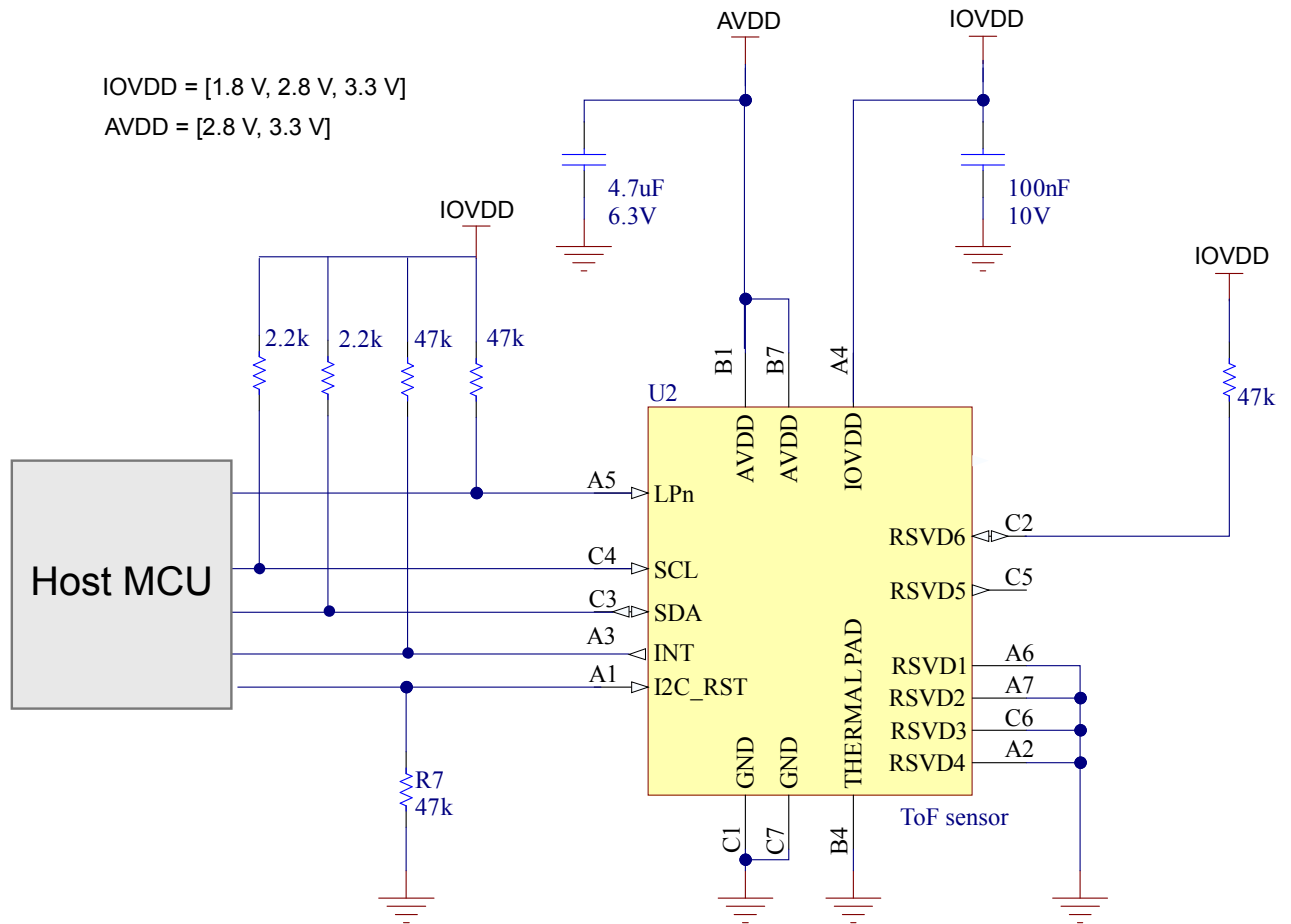 AVDD
IOVDD
IOVDD = [1.8 V, 2.8 V, 3.3 V]
AVDD = [2.8 V, 3.3 V]
4.7uF
6.3V
100nF
10V
IOVDD
IOVDD
2.2k
2.2k
47k
47k
47k
B1
B7
A4
U2
AVDD
AVDD
IOVDD
Host MCU
A5
LPn
C4
SCL
C3
SDA
A3
INT
A1
I2C_RST
RSVD6
C2
RSVD5
C5
RSVD1
A6
RSVD2
A7
RSVD3
C6
RSVD4
A2
GND
GND
THERMAL PAD
R7
47k
C1
C7
B4
ToF sensor